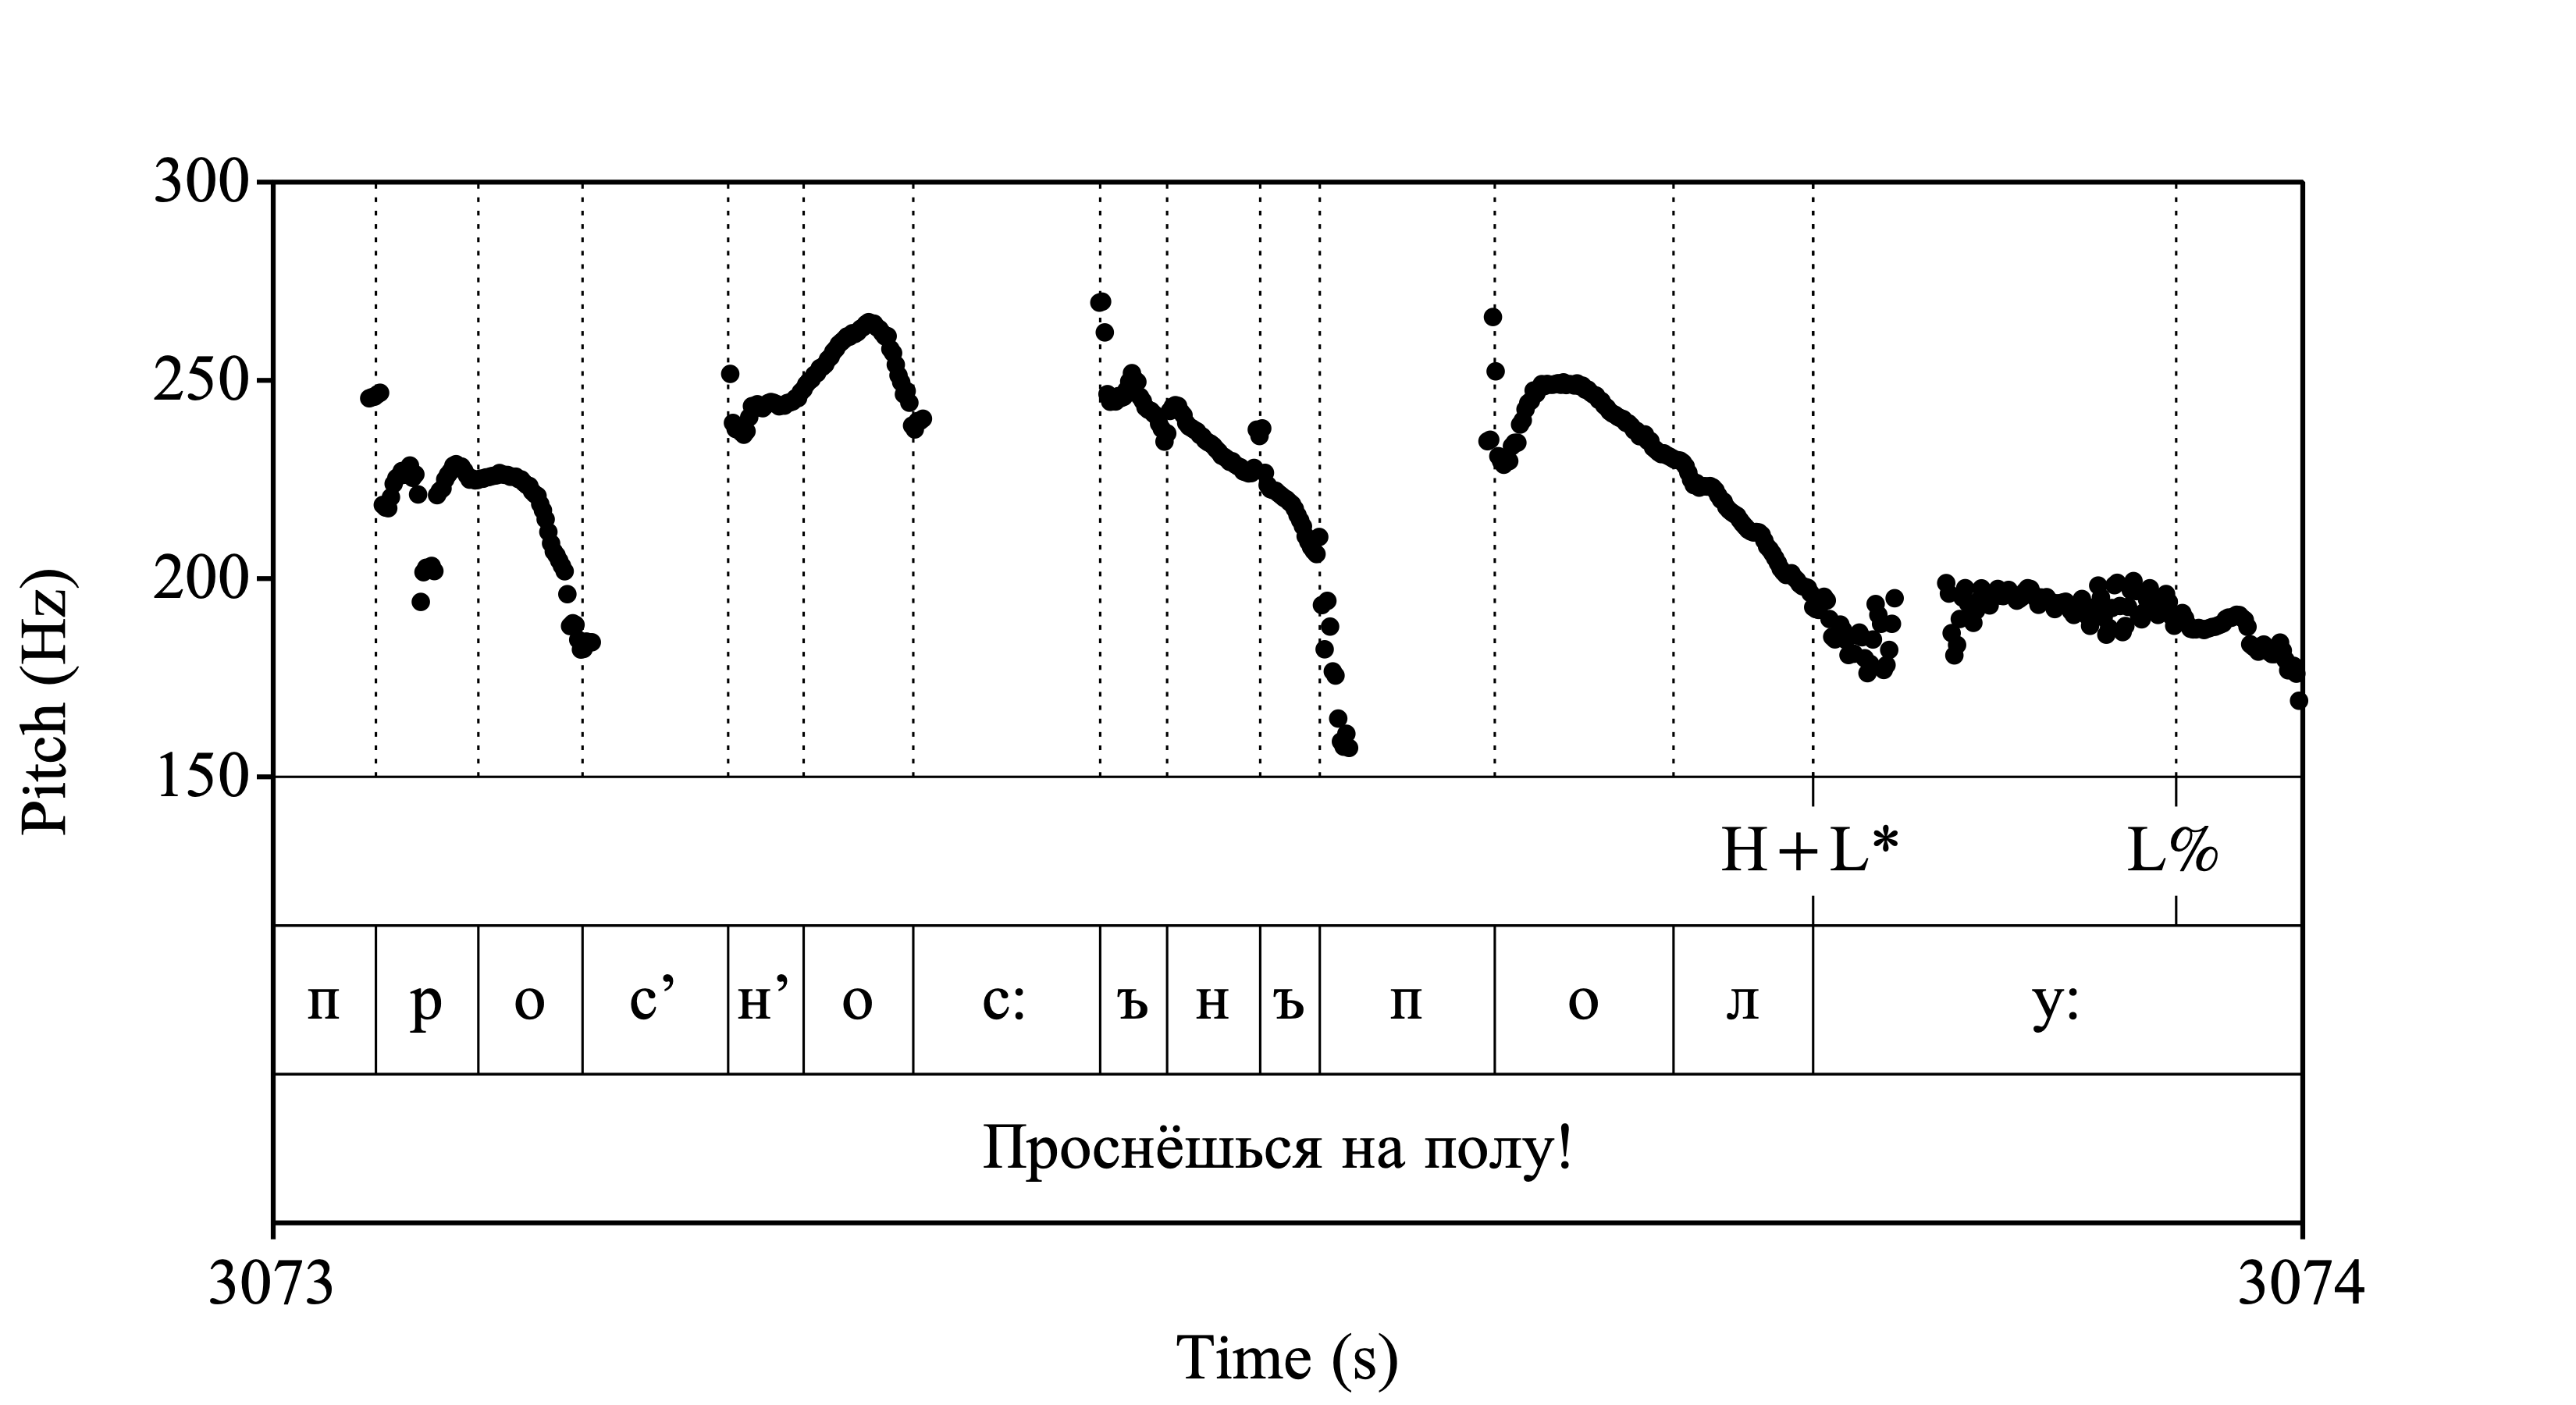 300
250
200
150
Pitch (Hz)
H+L* L%
п р о с’ н’ о с: ъ н ъ п о л у:
Проснёшься на полу!
3073 3074
Time (s)